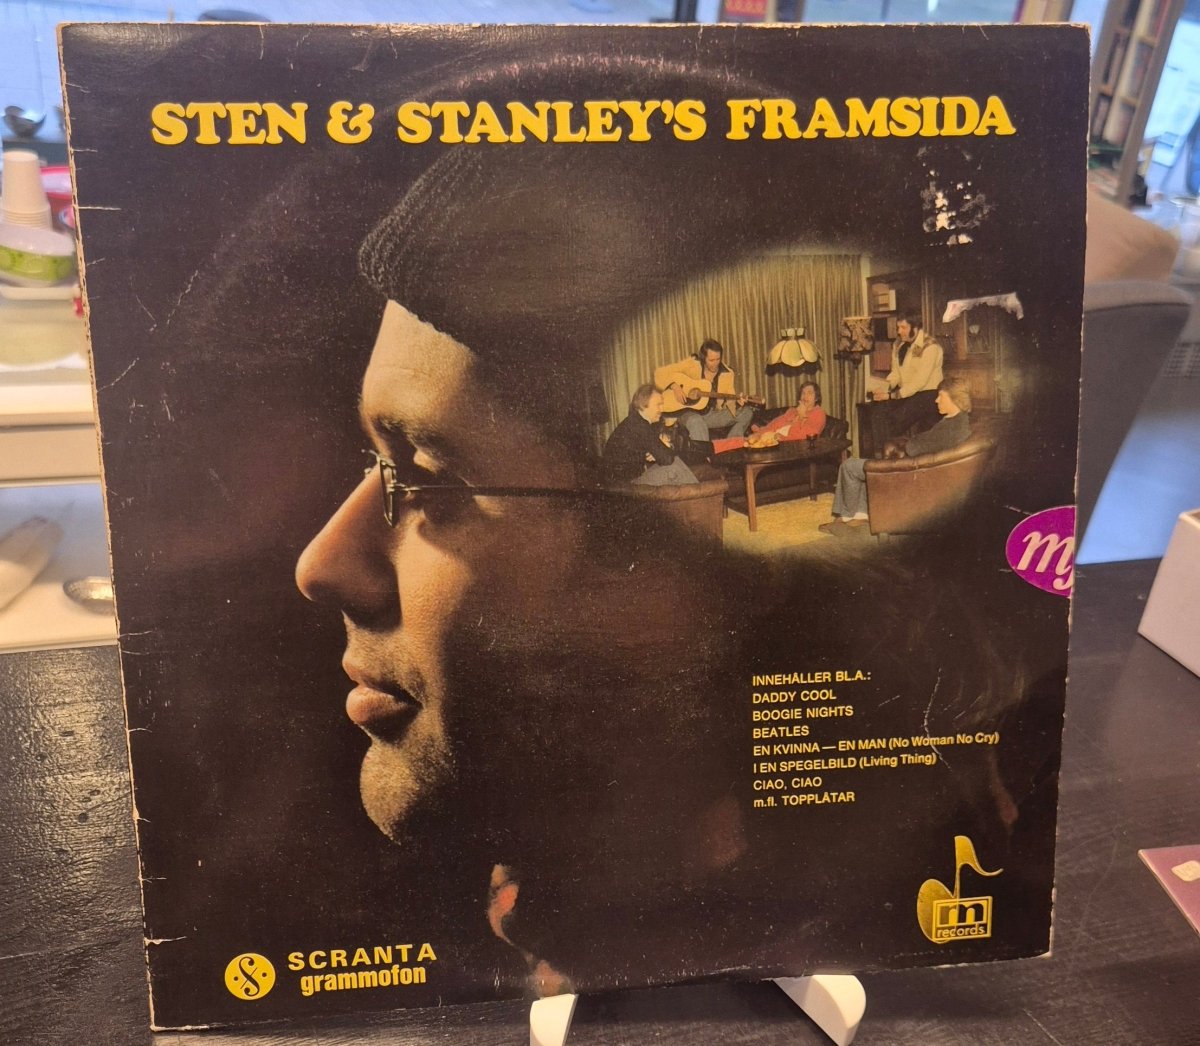 STEN & STANLEY'S FRAMSIDA
INNEHÅLLER BL.A.:
DADDY COOL
BOOGIE NIGHTS
BEATLES
EN KVINNA — EN MAN (No Woman No Cry)
I EN SPEGELBILD (Living Thing)
CIAO, CIAO
m.fl. TOPPLÅTAR
m
records
SCRANTA
grammofon